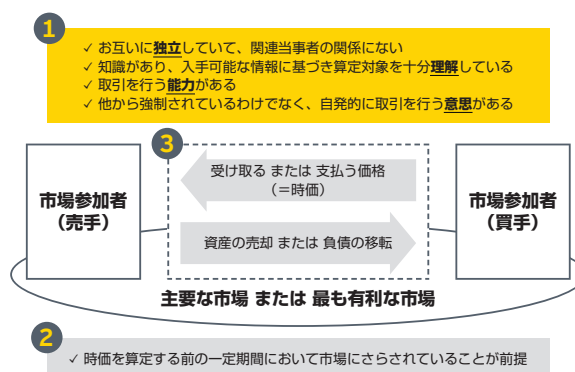 1
✓ お互いに独立していて、関連当事者の関係にない
✓ 知識があり、入手可能な情報に基づき算定対象を十分理解している
✓ 取引を行う能力がある
✓ 他から強制されているわけでなく、自発的に取引を行う意思がある
3
市場参加者
（売手）
受け取る または 支払う価格
（＝時価）
資産の売却 または 負債の移転
市場参加者
（買手）
主要な市場 または 最も有利な市場
2
✓ 時価を算定する前の一定期間において市場にさらされていることが前提